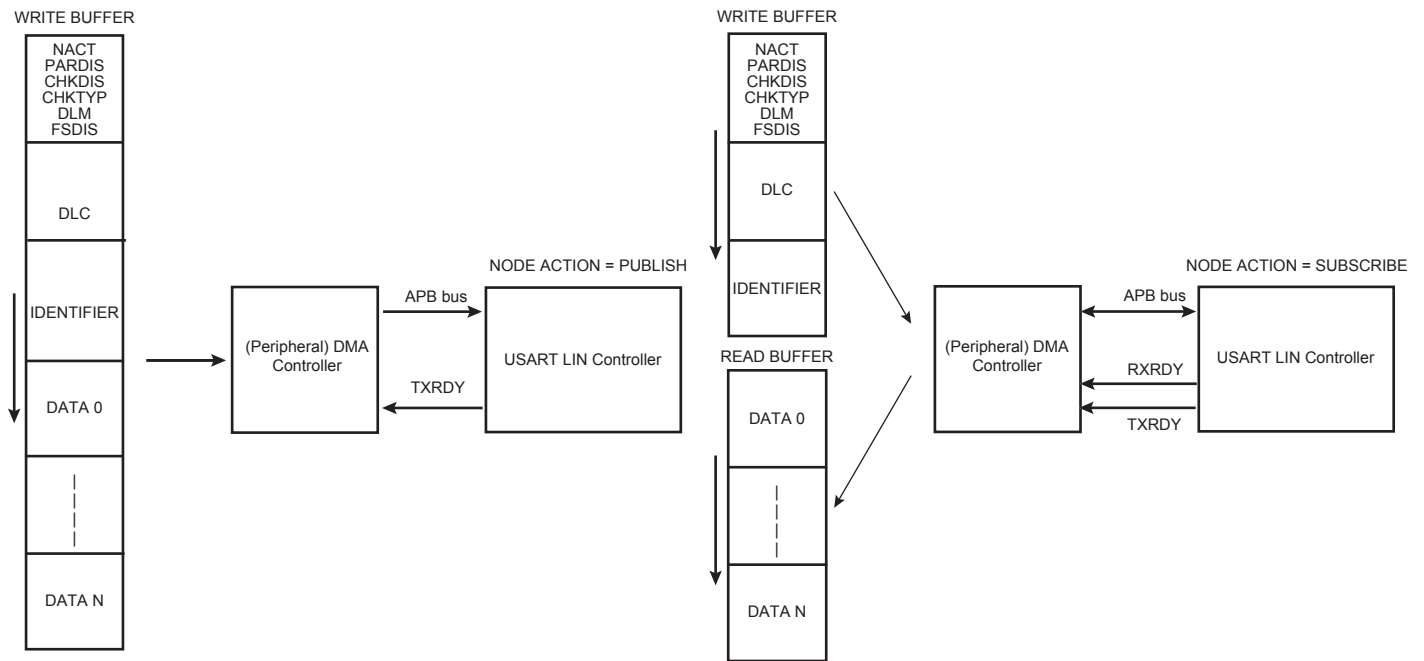 WRITE BUFFER
NACT
PARDIS
CHKDIS
CHKTYP
DLM
FSDIS
DLC
IDENTIFIER
DATA 0
DATA N
(Peripheral) DMA
Controller
APB bus
TXRDY
NODE ACTION = PUBLISH
USART LIN Controller
WRITE BUFFER
NACT
PARDIS
CHKDIS
CHKTYP
DLM
FSDIS
DLC
IDENTIFIER
READ BUFFER
DATA 0
DATA N
(Peripheral) DMA
Controller
APB bus
RXRDY
TXRDY
NODE ACTION = SUBSCRIBE
USART LIN Controller